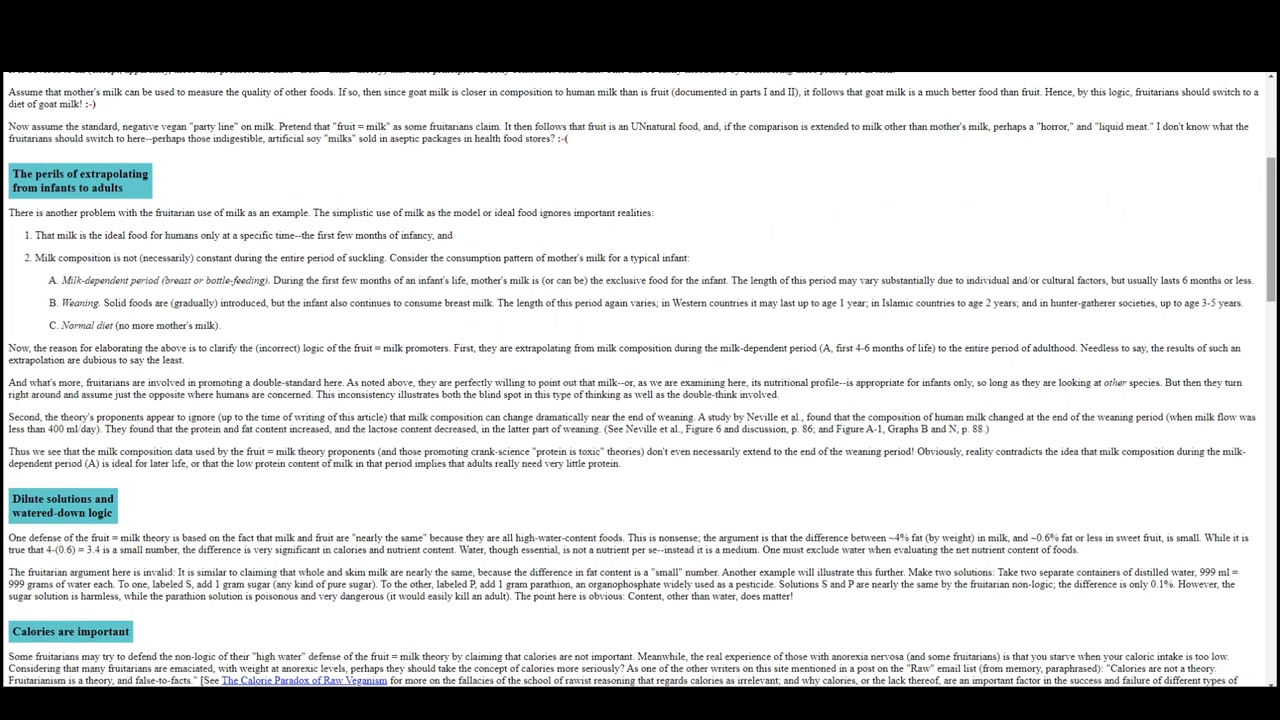 Assume that mother's milk can be used to measure the quality of other foods. If so, then since goat milk is closer in composition to human milk than is fruit (documented in parts I and II), it follows that goat milk is a much better food than fruit. Hence, by this logic, fruitarians should switch to a
diet of goat milk! :-)
Now assume the standard, negative vegan "party line" on milk. Pretend that "fruit = milk" as some fruitarians claim. It then follows that fruit is an UNnatural food, and, if the comparison is extended to milk other than mother's milk, perhaps a "horror," and "liquid meat." I don't know what the
fruitarians should switch to here--perhaps those indigestible, artificial soy "milks" sold in aseptic packages in health food stores? :-(
The perils of extrapolating
from infants to adults
There is another problem with the fruitarian use of milk as an example. The simplistic use of milk as the model or ideal food ignores important realities:
1. That milk is the ideal food for humans only at a specific time--the first few months of infancy, and
2. Milk composition is not (necessarily) constant during the entire period of suckling. Consider the consumption pattern of mother's milk for a typical infant:
A. Milk-dependent period (breast or bottle-feeding). During the first few months of an infant's life, mother's milk is (or can be) the exclusive food for the infant. The length of this period may vary substantially due to individual and/or cultural factors, but usually lasts 6 months or less.
B. Weaning. Solid foods are (gradually) introduced, but the infant also continues to consume breast milk. The length of this period again varies; in Western countries it may last up to age 1 year; in Islamic countries to age 2 years; and in hunter-gatherer societies, up to age 3-5 years.
C. Normal diet (no more mother's milk).
Now, the reason for elaborating the above is to clarify the (incorrect) logic of the fruit = milk promoters. First, they are extrapolating from milk composition during the milk-dependent period (A, first 4-6 months of life) to the entire period of adulthood. Needless to say, the results of such an
extrapolation are dubious to say the least.
And what's more, fruitarians are involved in promoting a double-standard here. As noted above, they are perfectly willing to point out that milk--or, as we are examining here, its nutritional profile--is appropriate for infants only, so long as they are looking at other species. But then they turn
right around and assume just the opposite where humans are concerned. This inconsistency illustrates both the blind spot in this type of thinking as well as the double-think involved.
Second, the theory's proponents appear to ignore (up to the time of writing of this article) that milk composition can change dramatically near the end of weaning. A study by Neville et al., found that the composition of human milk changed at the end of the weaning period (when milk flow was
less than 400 ml/day). They found that the protein and fat content increased, and the lactose content decreased, in the latter part of weaning. (See Neville et al., Figure 6 and discussion, p. 86; and Figure A-1, Graphs B and N, p. 88.)
Thus we see that the milk composition data used by the fruit = milk theory proponents (and those promoting crank-science "protein is toxic" theories) don't even necessarily extend to the end of the weaning period! Obviously, reality contradicts the idea that milk composition during the milk-
dependent period (A) is ideal for later life, or that the low protein content of milk in that period implies that adults really need very little protein.
Dilute solutions and
watered-down logic
One defense of the fruit = milk theory is based on the fact that milk and fruit are "nearly the same" because they are all high-water-content foods. This is nonsense; the argument is that the difference between ~4% fat (by weight) in milk, and ~0.6% fat or less in sweet fruit, is small. While it is
true that 4-(0.6) = 3.4 is a small number, the difference is very significant in calories and nutrient content. Water, though essential, is not a nutrient per se--instead it is a medium. One must exclude water when evaluating the net nutrient content of foods.
The fruitarian argument here is invalid: It is similar to claiming that whole and skim milk are nearly the same, because the difference in fat content is a "small" number. Another example will illustrate this further. Make two solutions: Take two separate containers of distilled water, 999 ml =
999 grams of water each. To one, labeled S, add 1 gram sugar (any kind of pure sugar). To the other, labeled P, add 1 gram parathion, an organophosphate widely used as a pesticide. Solutions S and P are nearly the same by the fruitarian non-logic; the difference is only 0.1%. However, the
sugar solution is harmless, while the parathion solution is poisonous and very dangerous (it would easily kill an adult). The point here is obvious: Content, other than water, does matter!
Calories are important
Some fruitarians may try to defend the non-logic of their "high water" defense of the fruit = milk theory by claiming that calories are not important. Meanwhile, the real experience of those with anorexia nervosa (and some fruitarians) is that you starve when your caloric intake is too low.
Considering that many fruitarians are emaciated, with weight at anorexic levels, perhaps they should take the concept of calories more seriously? As one of the other writers on this site mentioned in a post on the "Raw" email list (from memory, paraphrased): "Calories are not a theory.
Fruitarianism is a theory, and false-to-facts." [See The Calorie Paradox of Raw Veganism for more on the fallacies of the school of rawist reasoning that regards calories as irrelevant; and why calories, or the lack thereof, are an important factor in the success and failure of different types of